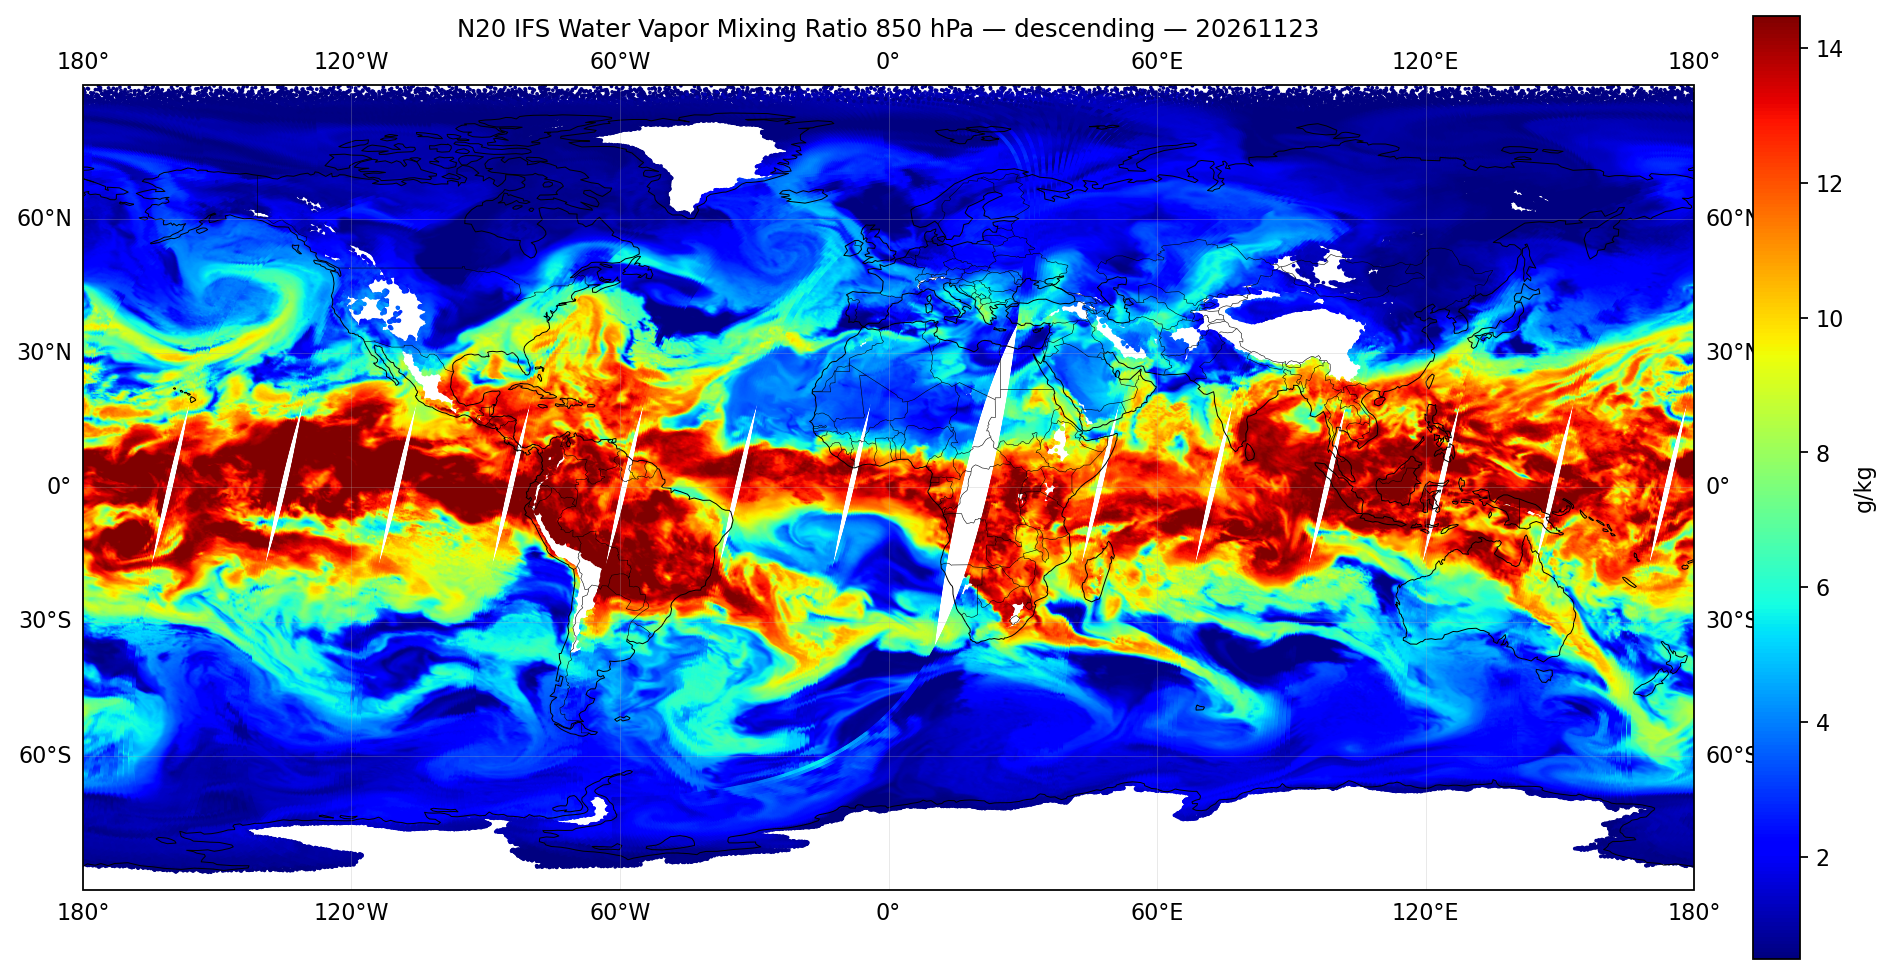 N20 IFS Water Vapor Mixing Ratio 850 hPa — descending — 20261123
180° 120°W 60°W 0° 60°E 120°E 180°
60°N 60°N
30°N 30°N
0° 0°
30°S 30°S
60°S 60°S
180° 120°W 60°W 0° 60°E 120°E 180°
14
12
10
8
6
4
2
g/kg